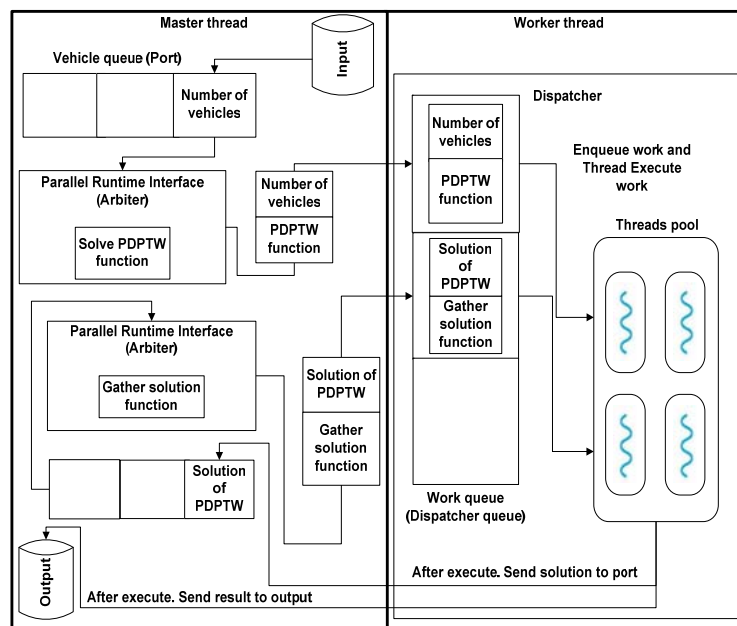 Master thread
Worker thread
Vehicle queue (Port)
Input
Number of
vehicles
Parallel Runtime Interface
(Arbiter)
Solve PDPTW
function
Number of
vehicles
PDPTW
function
Parallel Runtime Interface
(Arbiter)
Gather solution
function
Solution of
PDPTW
Gather
solution
function
Solution
of
PDPTW
Output
After execute. Send result to output
Dispatcher
Number of
vehicles
PDPTW
function
Solution
of
PDPTW
Gather
solution
function
Work queue
(Dispatcher queue)
Enqueue work and
Thread Execute
work
Threads pool
After execute. Send solution to port